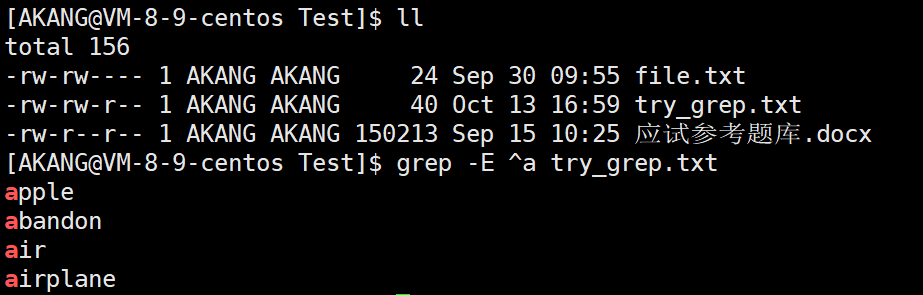 [AKANG@VM-8-9-centos Test]$ ll
total 156
-rw-rw---- 1 AKANG AKANG     24 Sep 30 09:55 file.txt
-rw-rw-r-- 1 AKANG AKANG     40 Oct 13 16:59 try_grep.txt
-rw-r--r-- 1 AKANG AKANG 150213 Sep 15 10:25 应试参考题库.docx
[AKANG@VM-8-9-centos Test]$ grep -E ^a try_grep.txt
apple
abandon
air
airplane